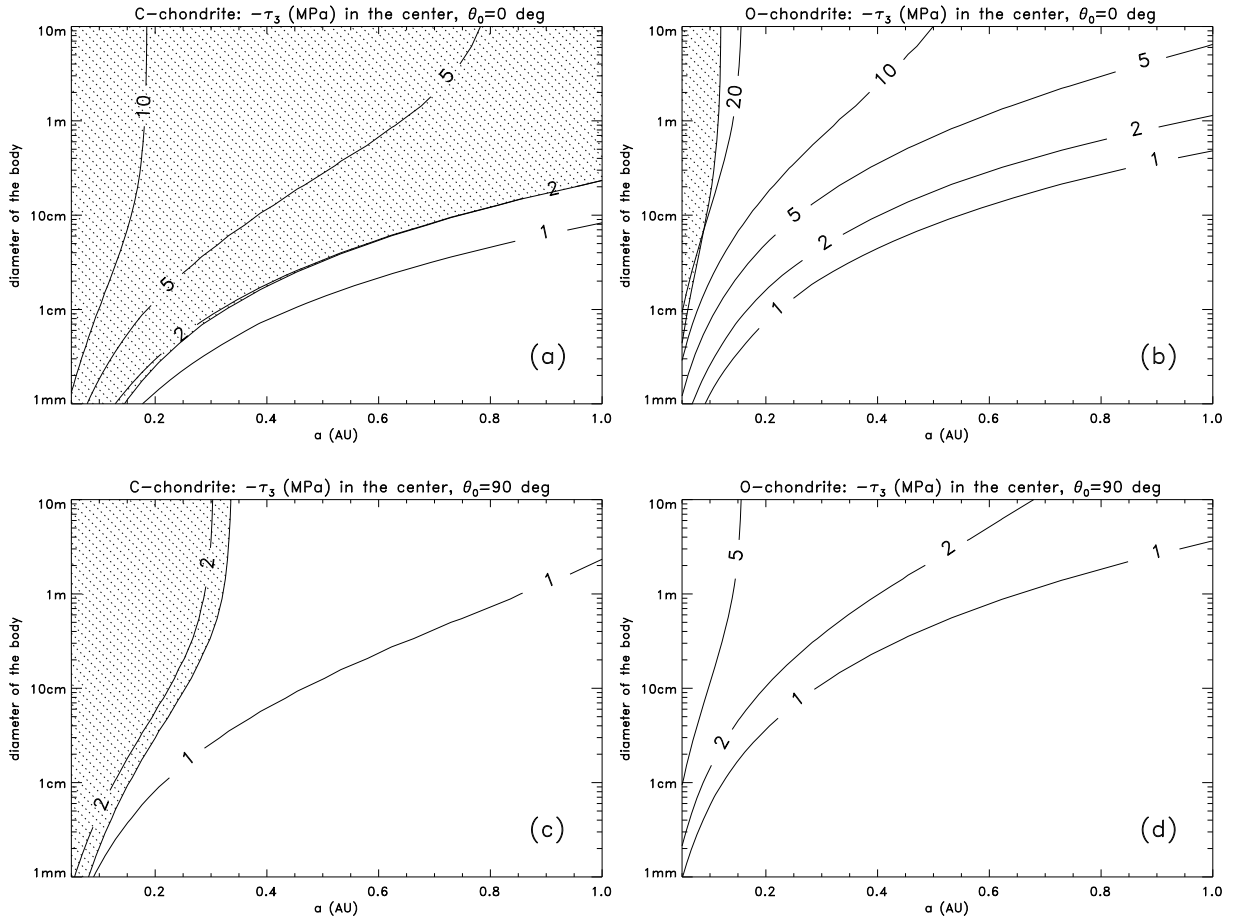 C-chondrite: -τ₃ (MPa) in the center, θ₀=0 deg
10m
1m
10cm
1cm
1mm
diameter of the body
10
5
5
2
2
1
(a)
0.2 0.4 0.6 0.8 1.0
a (AU)
O-chondrite: -τ₃ (MPa) in the center, θ₀=0 deg
10m
1m
10cm
1cm
1mm
diameter of the body
20
10
5
2
1
5
2
1
(b)
0.2 0.4 0.6 0.8 1.0
a (AU)
C-chondrite: -τ₃ (MPa) in the center, θ₀=90 deg
10m
1m
10cm
1cm
1mm
diameter of the body
2
1
1
2
(c)
0.2 0.4 0.6 0.8 1.0
a (AU)
O-chondrite: -τ₃ (MPa) in the center, θ₀=90 deg
10m
1m
10cm
1cm
1mm
diameter of the body
5
2
1
1
2
(d)
0.2 0.4 0.6 0.8 1.0
a (AU)